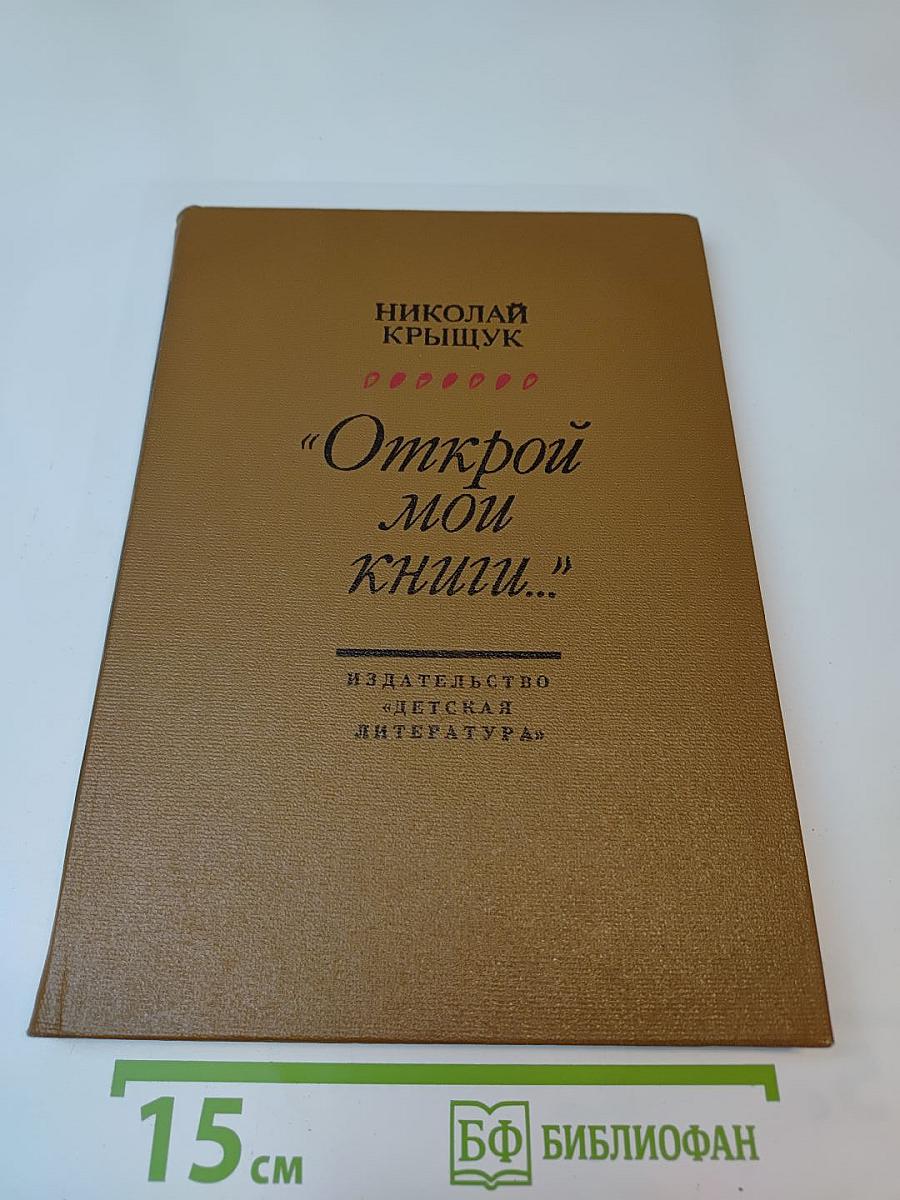 НИКОЛАЙ
КРЫЩУК
«Открой
мои
книги...»
ИЗДАТЕЛЬСТВО
«ДЕТСКАЯ
ЛИТЕРАТУРА»
15 см
БФ БИБЛИОФАН